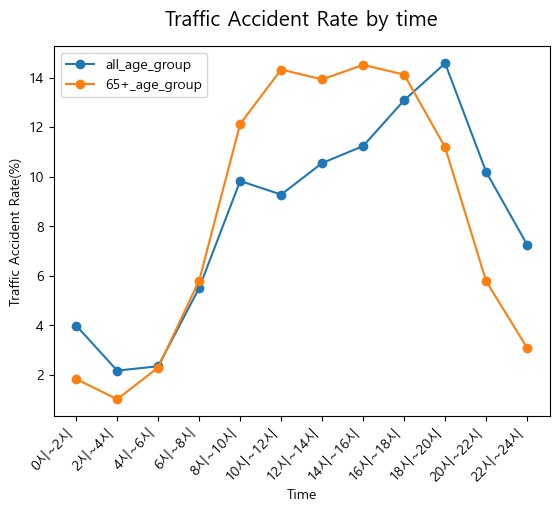 Traffic Accident Rate by time
all_age_group
65+_age_group
Traffic Accident Rate(%)
14
12
10
8
6
4
2
0시~2시
2시~4시
4시~6시
6시~8시
8시~10시
10시~12시
12시~14시
14시~16시
16시~18시
18시~20시
20시~22시
22시~24시
Time